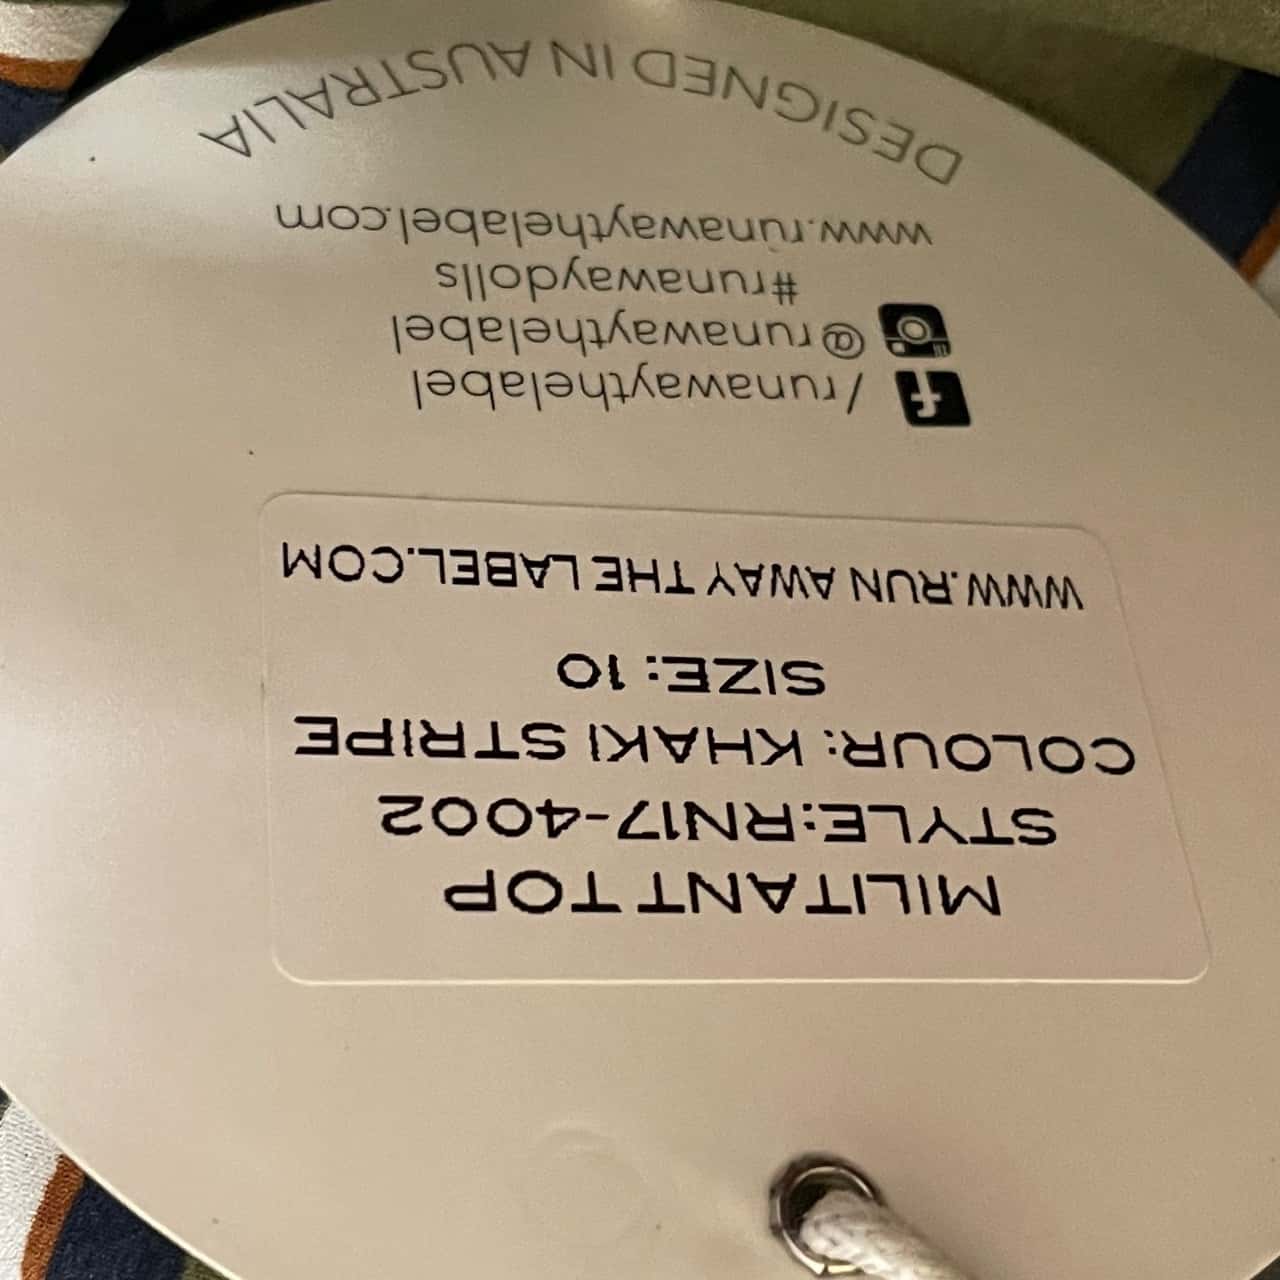 MILITANT TOP
STYLE:RN17-4002
COLOUR: KHAKI STRIPE
SIZE: 10
WWW.RUN AWAY THE LABEL.COM
/runawaythelabel
@runawaythelabel
#runawaydolls
www.runawaythelabel.com
DESIGNED IN AUSTRALIA